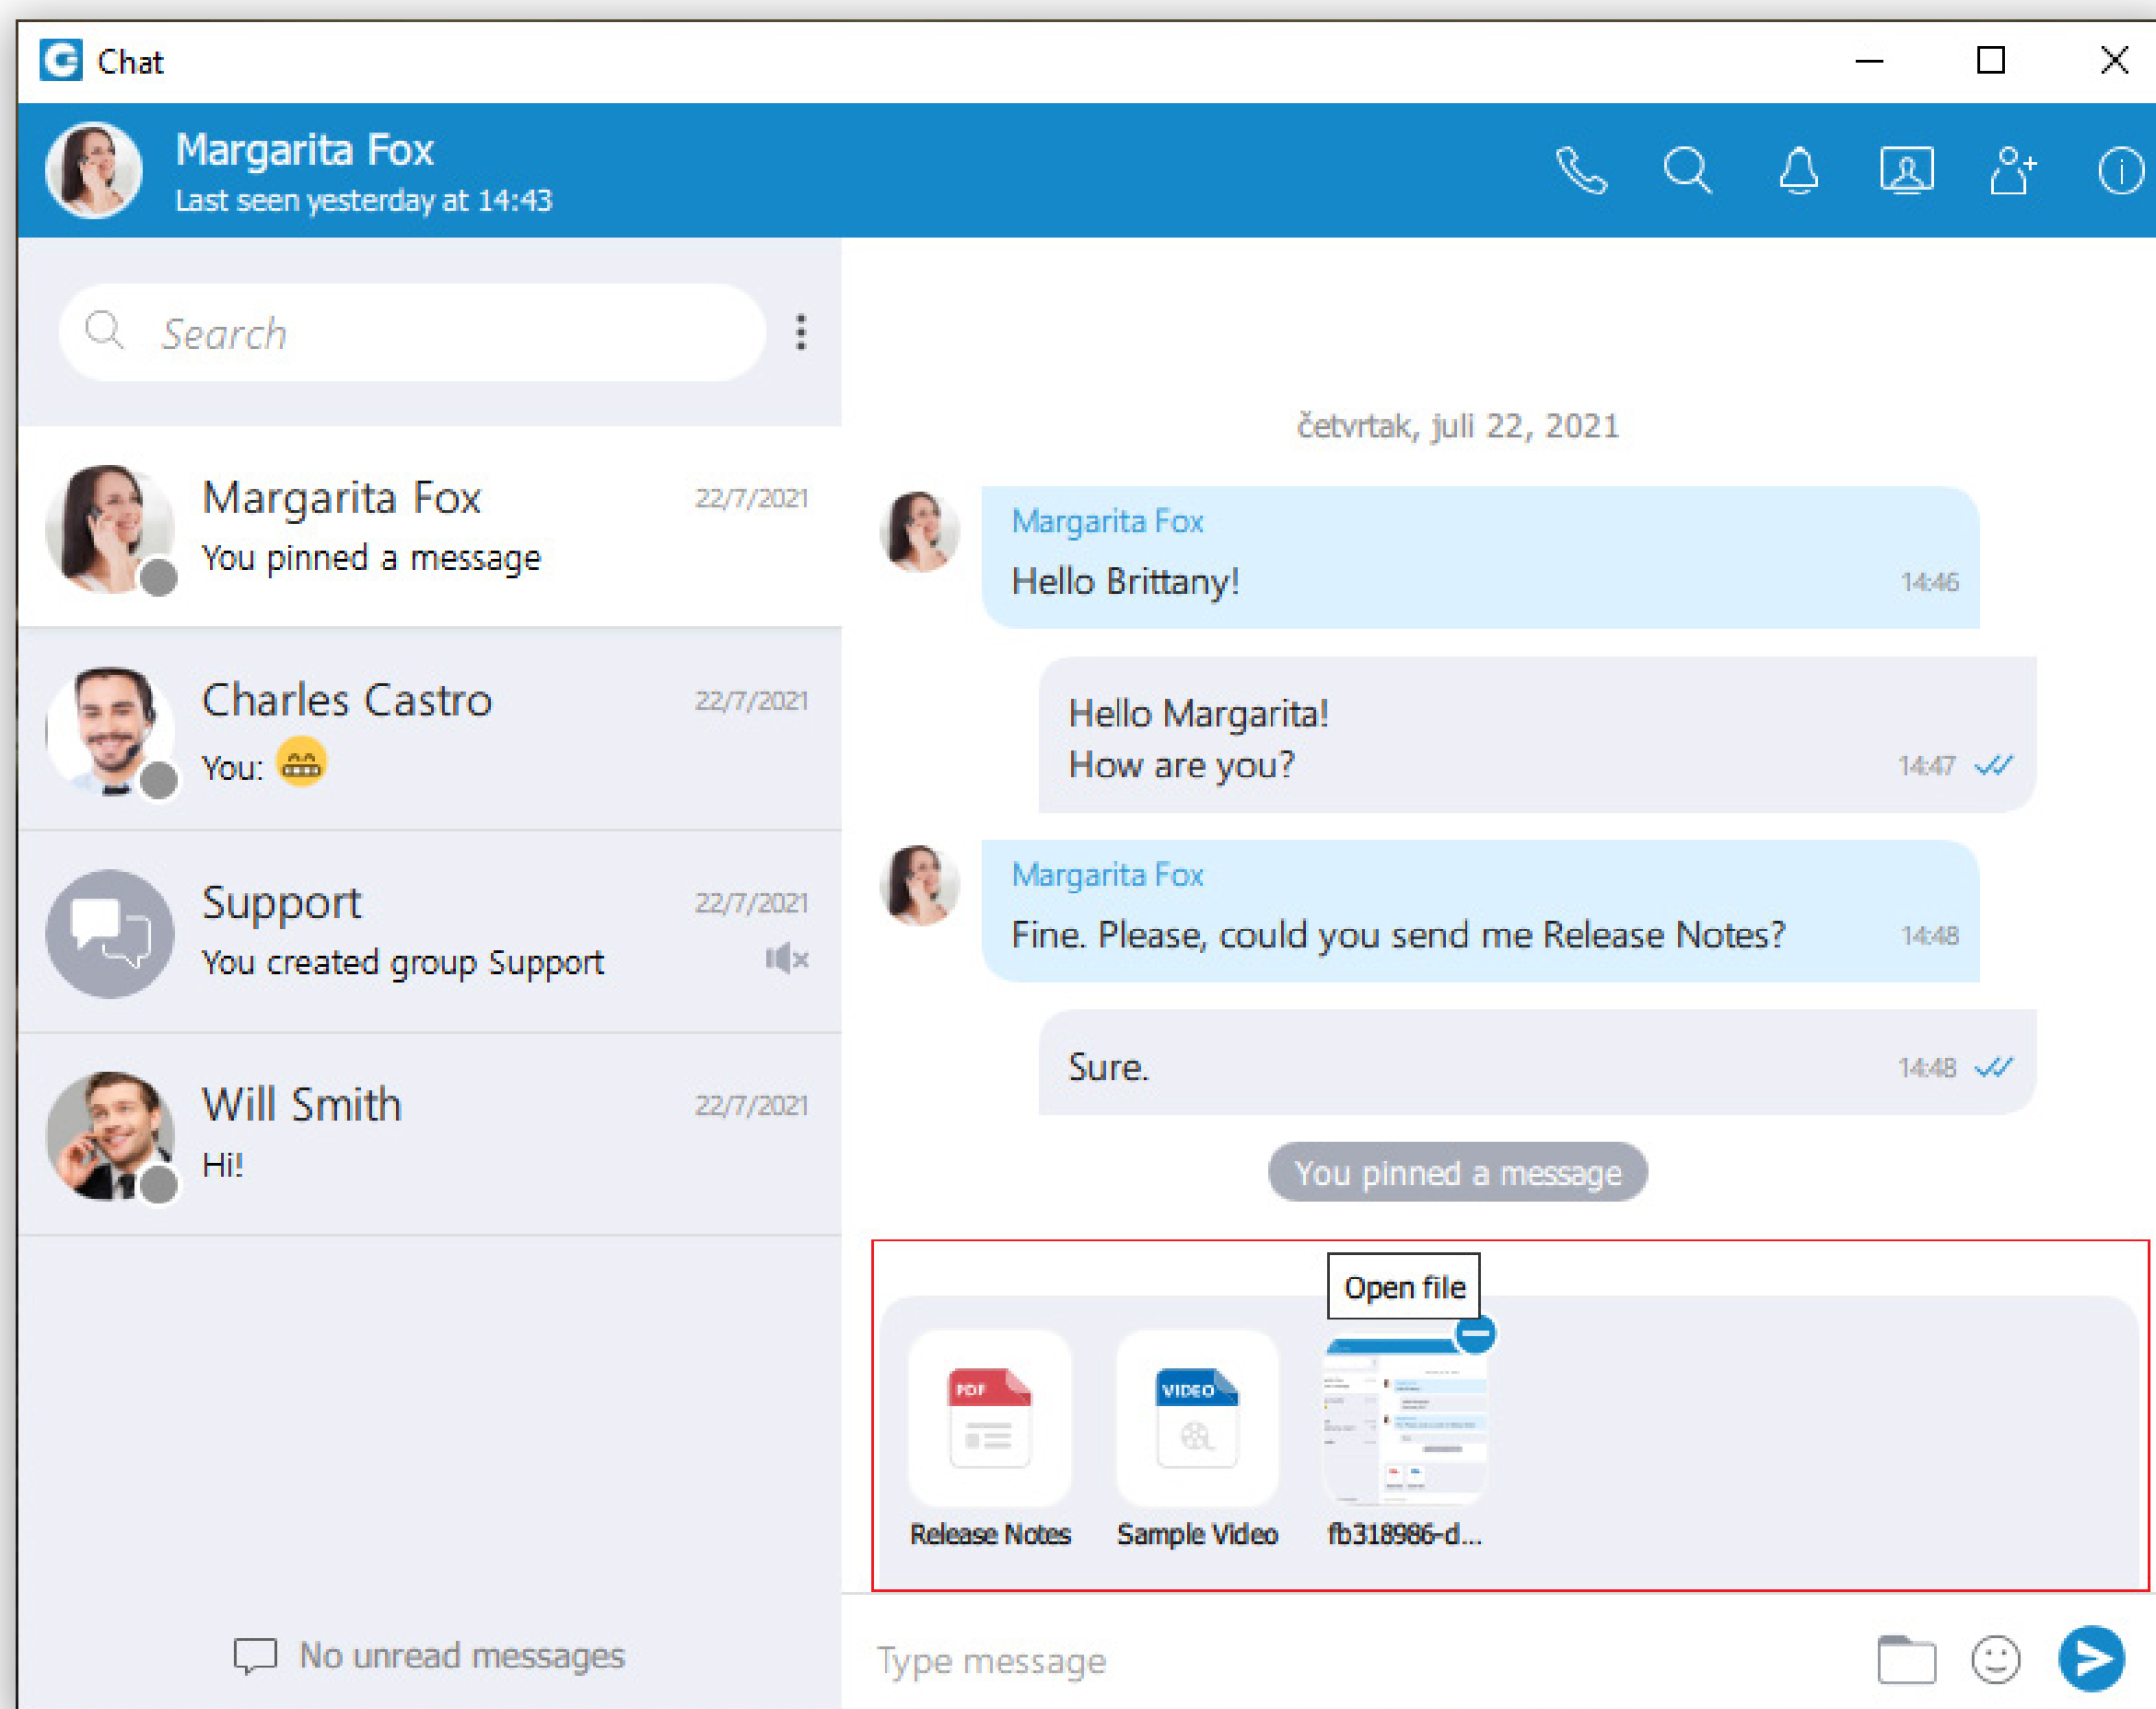 Chat
Margarita Fox
Last seen yesterday at 14:43
Search
Margarita Fox 22/7/2021
You pinned a message
Charles Castro 22/7/2021
You:
Support 22/7/2021
You created group Support
Will Smith 22/7/2021
Hi!
No unread messages
četvrtak, juli 22, 2021
Margarita Fox
Hello Brittany! 14:46
Hello Margarita!
How are you? 14:47
Margarita Fox
Fine. Please, could you send me Release Notes? 14:48
Sure. 14:48
You pinned a message
Open file
PDF VIDEO
Release Notes Sample Video fb318986-d...
Type message